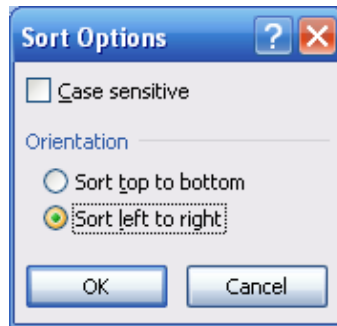 Sort Options
Case sensitive
Orientation
Sort top to bottom
Sort left to right
OK Cancel